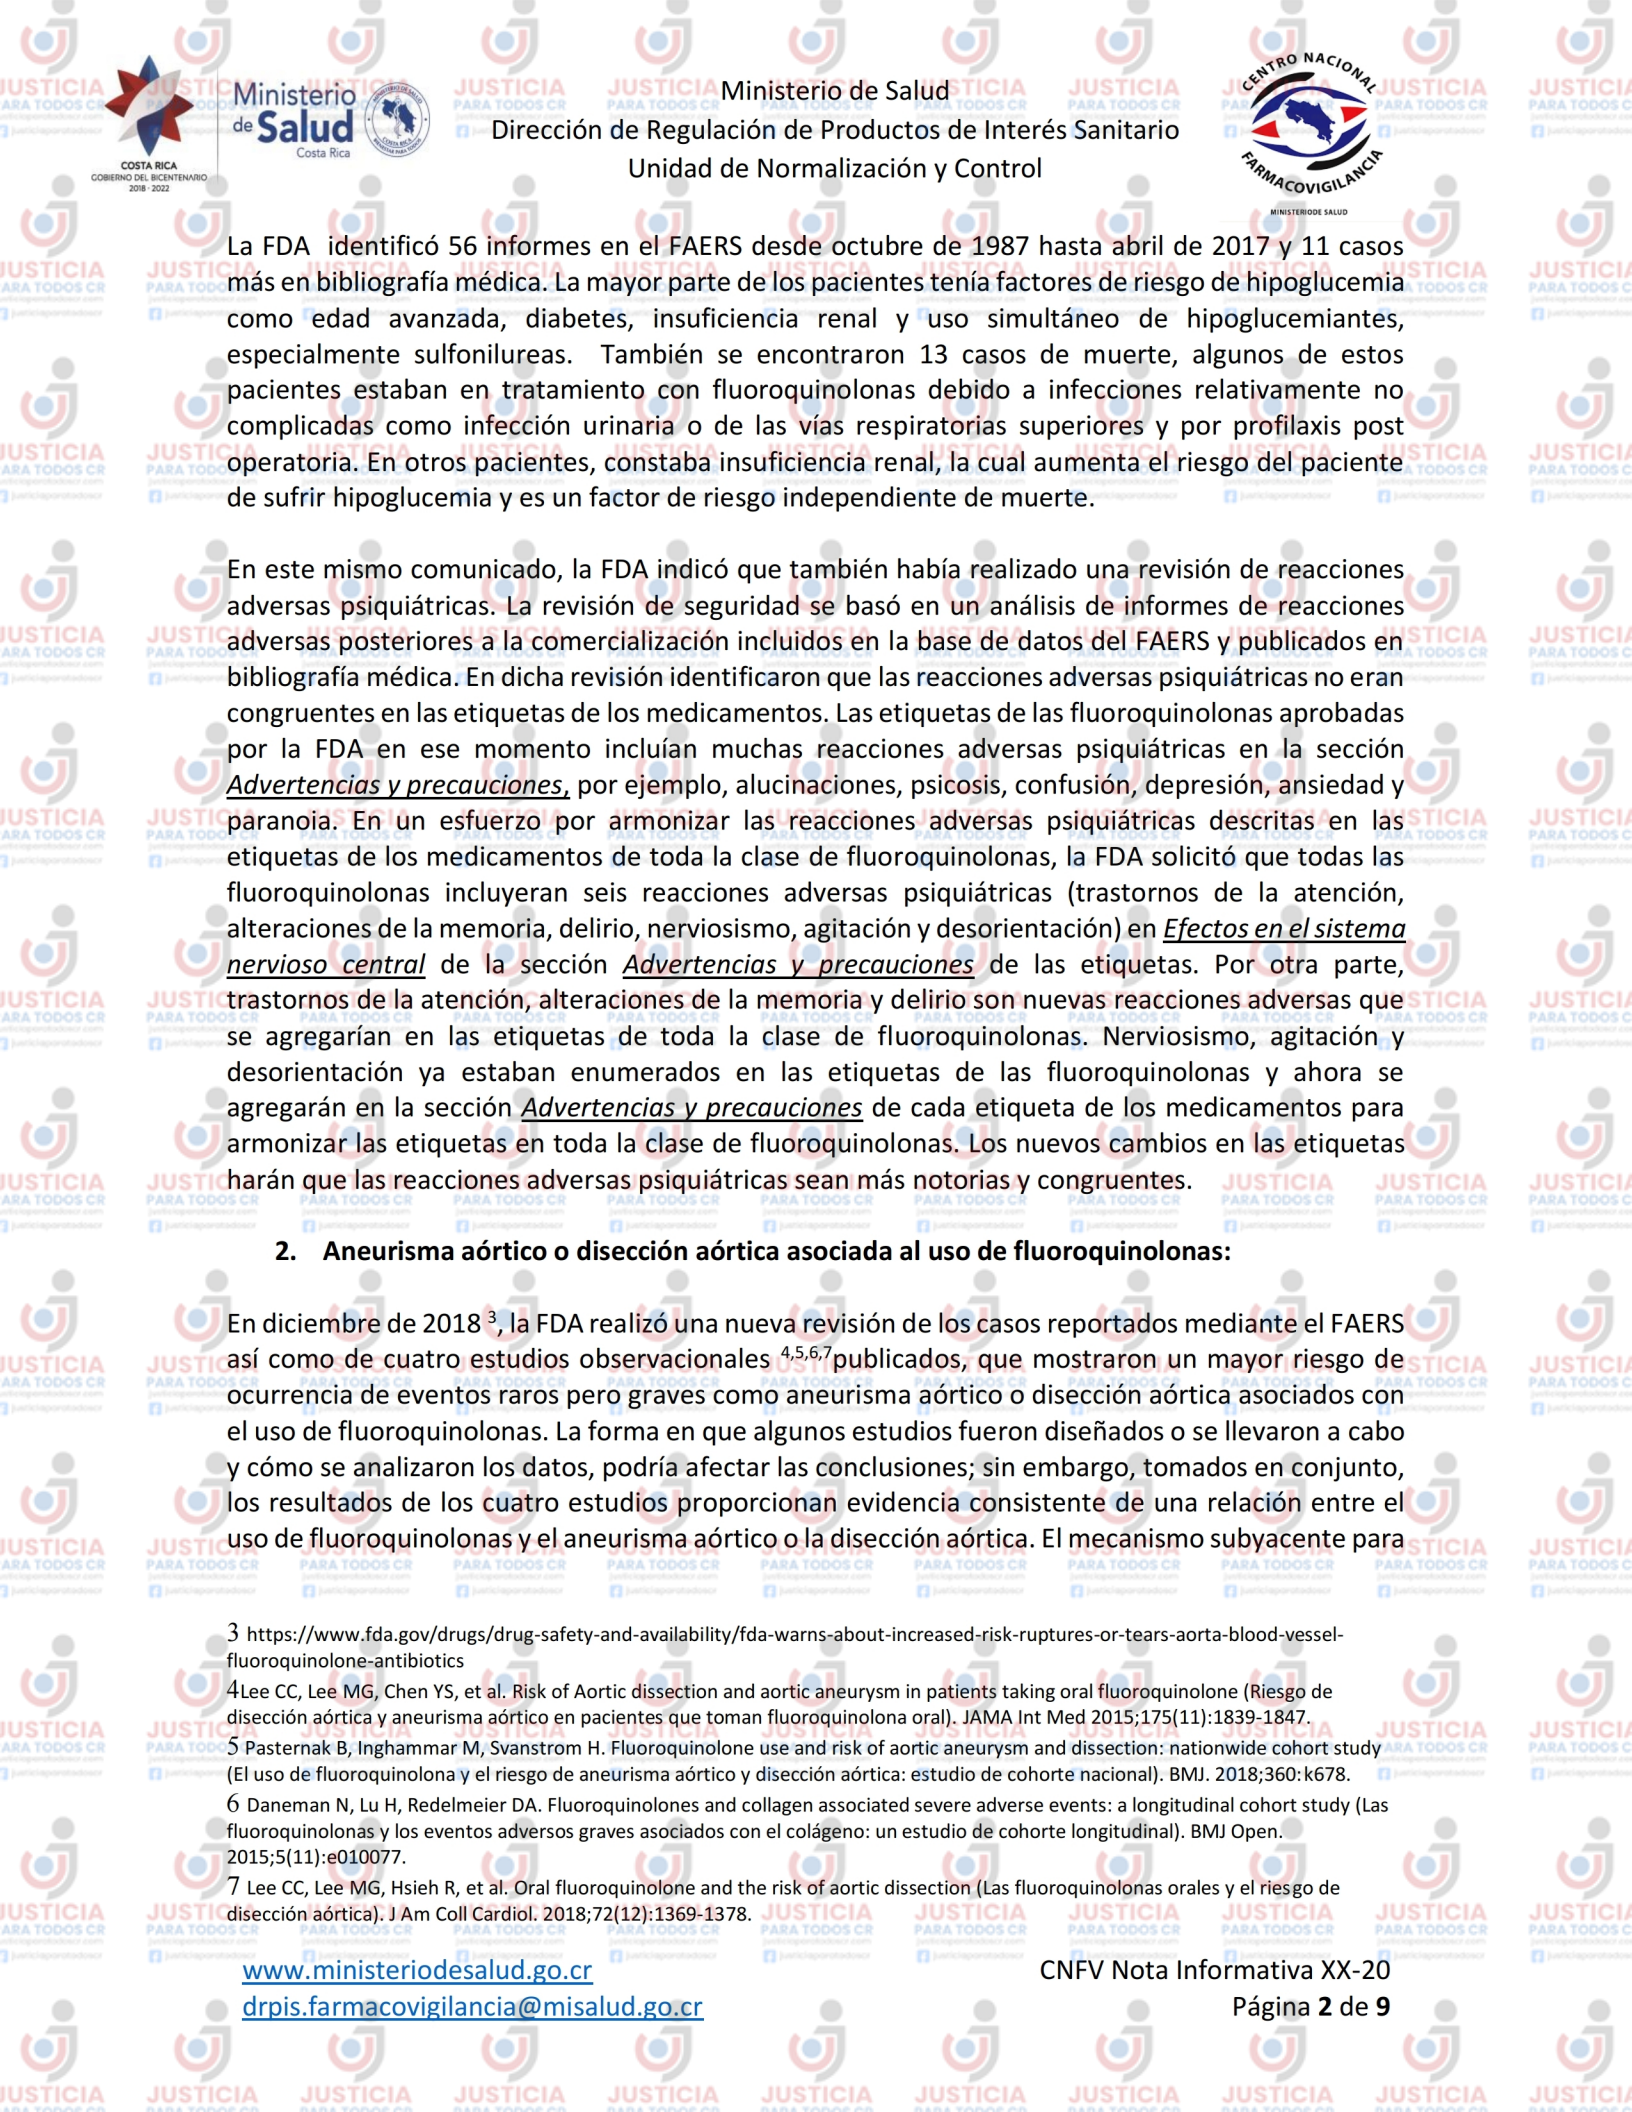 Ministerio de Salud
Dirección de Regulación de Productos de Interés Sanitario
Unidad de Normalización y Control
COSTA RICA
GOBIERNO DEL BICENTENARIO
2018 - 2022
Ministerio
de Salud
Costa Rica
CENTRO NACIONAL
FARMACOVIGILANCIA
MINISTERIODE SALUD
La FDA identificó 56 informes en el FAERS desde octubre de 1987 hasta abril de 2017 y 11 casos
más en bibliografía médica. La mayor parte de los pacientes tenía factores de riesgo de hipoglucemia
como edad avanzada, diabetes, insuficiencia renal y uso simultáneo de hipoglucemiantes,
especialmente sulfonilureas. También se encontraron 13 casos de muerte, algunos de estos
pacientes estaban en tratamiento con fluoroquinolonas debido a infecciones relativamente no
complicadas como infección urinaria o de las vías respiratorias superiores y por profilaxis post
operatoria. En otros pacientes, constaba insuficiencia renal, la cual aumenta el riesgo del paciente
de sufrir hipoglucemia y es un factor de riesgo independiente de muerte.
En este mismo comunicado, la FDA indicó que también había realizado una revisión de reacciones
adversas psiquiátricas. La revisión de seguridad se basó en un análisis de informes de reacciones
adversas posteriores a la comercialización incluidos en la base de datos del FAERS y publicados en
bibliografía médica. En dicha revisión identificaron que las reacciones adversas psiquiátricas no eran
congruentes en las etiquetas de los medicamentos. Las etiquetas de las fluoroquinolonas aprobadas
por la FDA en ese momento incluían muchas reacciones adversas psiquiátricas en la sección
Advertencias y precauciones, por ejemplo, alucinaciones, psicosis, confusión, depresión, ansiedad y
paranoia. En un esfuerzo por armonizar las reacciones adversas psiquiátricas descritas en las
etiquetas de los medicamentos de toda la clase de fluoroquinolonas, la FDA solicitó que todas las
fluoroquinolonas incluyeran seis reacciones adversas psiquiátricas (trastornos de la atención,
alteraciones de la memoria, delirio, nerviosismo, agitación y desorientación) en Efectos en el sistema
nervioso central de la sección Advertencias y precauciones de las etiquetas. Por otra parte,
trastornos de la atención, alteraciones de la memoria y delirio son nuevas reacciones adversas que
se agregarían en las etiquetas de toda la clase de fluoroquinolonas. Nerviosismo, agitación y
desorientación ya estaban enumerados en las etiquetas de las fluoroquinolonas y ahora se
agregarán en la sección Advertencias y precauciones de cada etiqueta de los medicamentos para
armonizar las etiquetas en toda la clase de fluoroquinolonas. Los nuevos cambios en las etiquetas
harán que las reacciones adversas psiquiátricas sean más notorias y congruentes.
2. Aneurisma aórtico o disección aórtica asociada al uso de fluoroquinolonas:
En diciembre de 2018 3, la FDA realizó una nueva revisión de los casos reportados mediante el FAERS
así como de cuatro estudios observacionales 4,5,6,7publicados, que mostraron un mayor riesgo de
ocurrencia de eventos raros pero graves como aneurisma aórtico o disección aórtica asociados con
el uso de fluoroquinolonas. La forma en que algunos estudios fueron diseñados o se llevaron a cabo
y cómo se analizaron los datos, podría afectar las conclusiones; sin embargo, tomados en conjunto,
los resultados de los cuatro estudios proporcionan evidencia consistente de una relación entre el
uso de fluoroquinolonas y el aneurisma aórtico o la disección aórtica. El mecanismo subyacente para
3 https://www.fda.gov/drugs/drug-safety-and-availability/fda-warns-about-increased-risk-ruptures-or-tears-aorta-blood-vessel-
fluoroquinolone-antibiotics
4Lee CC, Lee MG, Chen YS, et al. Risk of Aortic dissection and aortic aneurysm in patients taking oral fluoroquinolone (Riesgo de
disección aórtica y aneurisma aórtico en pacientes que toman fluoroquinolona oral). JAMA Int Med 2015;175(11):1839-1847.
5 Pasternak B, Inghammar M, Svanstrom H. Fluoroquinolone use and risk of aortic aneurysm and dissection: nationwide cohort study
(El uso de fluoroquinolona y el riesgo de aneurisma aórtico y disección aórtica: estudio de cohorte nacional). BMJ. 2018;360:k678.
6 Daneman N, Lu H, Redelmeier DA. Fluoroquinolones and collagen associated severe adverse events: a longitudinal cohort study (Las
fluoroquinolonas y los eventos adversos graves asociados con el colágeno: un estudio de cohorte longitudinal). BMJ Open.
2015;5(11):e010077.
7 Lee CC, Lee MG, Hsieh R, et al. Oral fluoroquinolone and the risk of aortic dissection (Las fluoroquinolonas orales y el riesgo de
disección aórtica). J Am Coll Cardiol. 2018;72(12):1369-1378.
www.ministeriodesalud.go.cr
drpis.farmacovigilancia@misalud.go.cr
CNFV Nota Informativa XX-20
Página 2 de 9
JUSTICIA
PARA TODOS CR